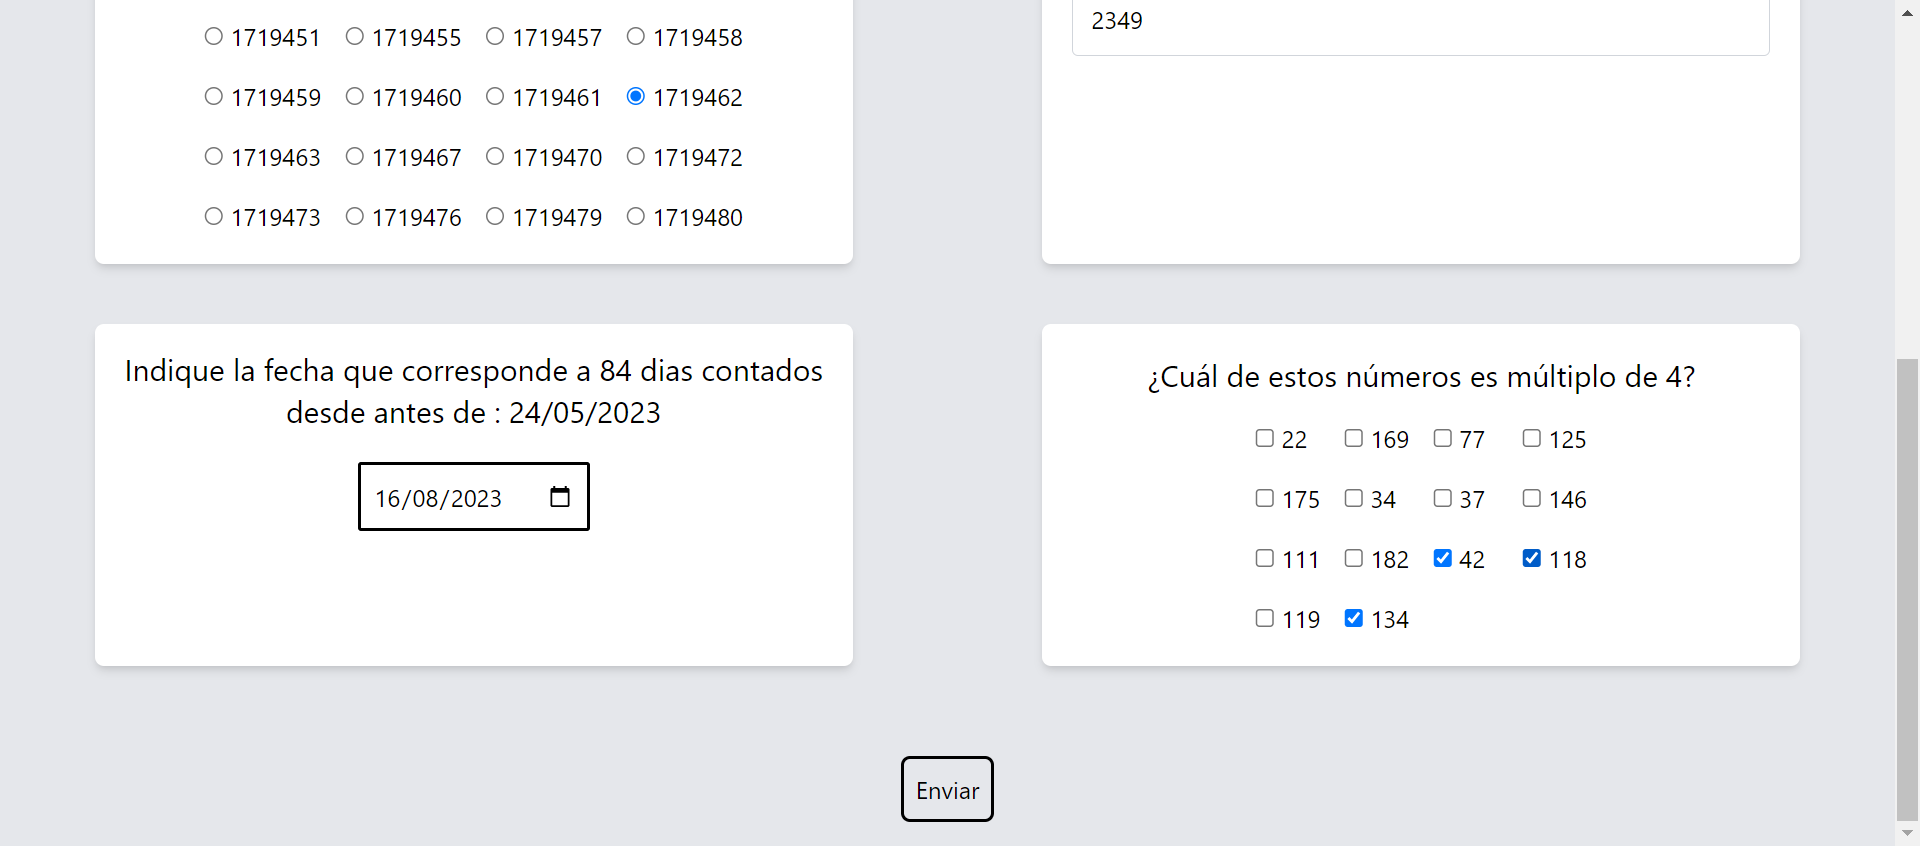 1719451 1719455 1719457 1719458
1719459 1719460 1719461 1719462
1719463 1719467 1719470 1719472
1719473 1719476 1719479 1719480
2349
Indique la fecha que corresponde a 84 dias contados
desde antes de : 24/05/2023
16/08/2023
¿Cuál de estos números es múltiplo de 4?
22 169 77 125
175 34 37 146
111 182 42 118
119 134
Enviar